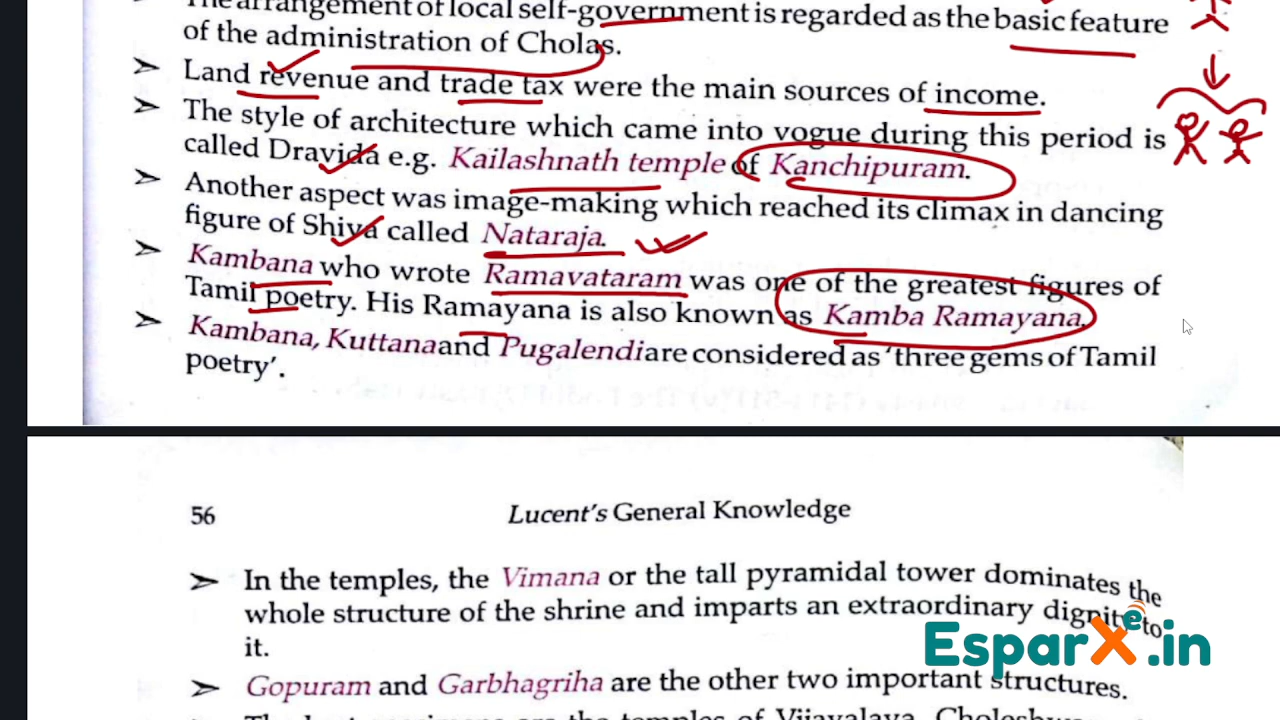 The arrangement of local self-government is regarded as the basic feature
of the administration of Cholas.
➢ Land revenue and trade tax were the main sources of income.
➢ The style of architecture which came into vogue during this period is
called Dravida e.g. Kailashnath temple of Kanchipuram.
➢ Another aspect was image-making which reached its climax in dancing
figure of Shiva called Nataraja.
➢ Kambana who wrote Ramavataram was one of the greatest figures of
Tamil poetry. His Ramayana is also known as Kamba Ramayana.
➢ Kambana, Kuttana and Pugalendi are considered as 'three gems of Tamil
poetry'.
56 Lucent's General Knowledge
➢ In the temples, the Vimana or the tall pyramidal tower dominates the
whole structure of the shrine and imparts an extraordinary dignity to
it.
➢ Gopuram and Garbhagriha are the other two important structures.
EsparXe.in